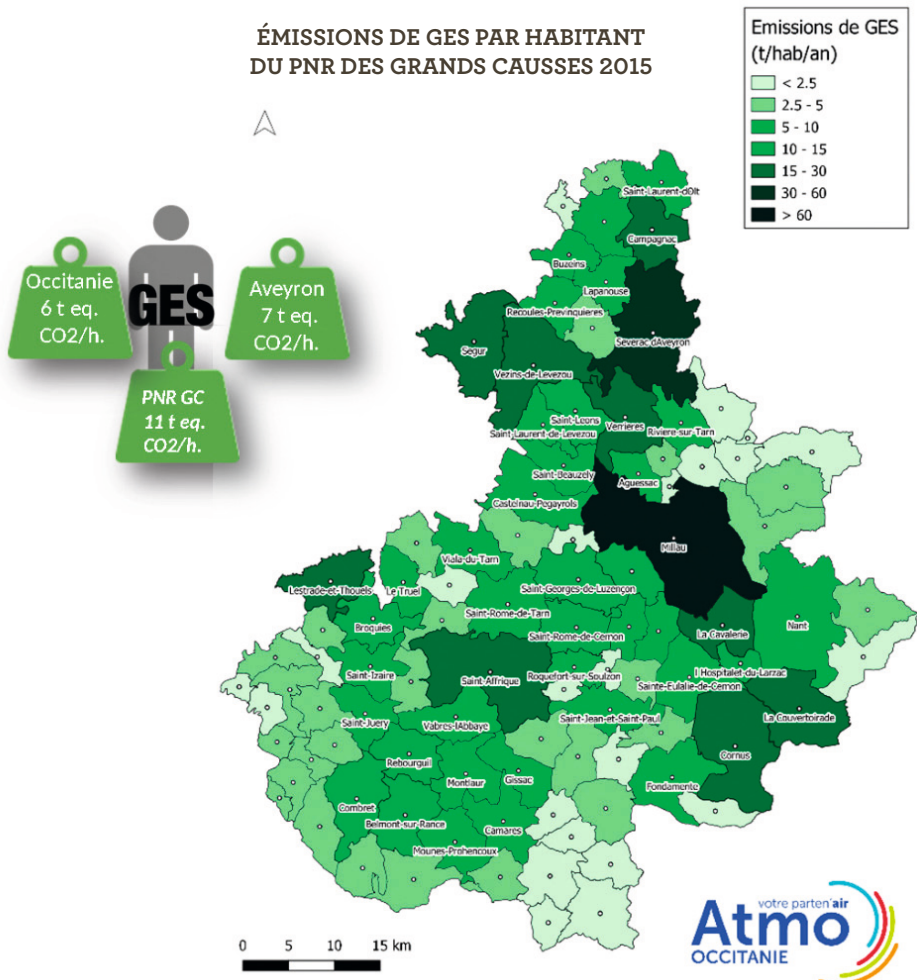 ÉMISSIONS DE GES PAR HABITANT
DU PNR DES GRANDS CAUSSES 2015
Emissions de GES
(t/hab/an)
< 2.5
2.5 - 5
5 - 10
10 - 15
15 - 30
30 - 60
> 60
Occitanie
6 t eq.
CO2/h.
GES
Aveyron
7 t eq.
CO2/h.
PNR GC
11 t eq.
CO2/h.
Saint-Laurent-dOlt
Campagnac
Buzeins
Lapanouse
Recoules-Previnquieres
Severac dAveyron
Segur
Vezins-de-Levezou
Saint-Leons
Verrieres
Riviere-sur-Tarn
Saint Laurent-de-Levezou
Saint-Beauzely
Aguessac
Castelnau-Pegayrols
Millau
Viala-du-Tarn
Lestrade-et-Thouels
Le Truel
Saint-Georges-de-Luzençon
Saint-Rome-de-Tarn
Broquies
Saint-Rome-de-Cernon
La Cavalerie
Nant
Saint-Izaire
Saint-Affrique
Roquefort-sur-Soulzon
l Hospitalet-du-Larzac
Sainte-Eulalie-de-Cernon
Saint-Juery
Vabres-lAbbaye
Saint-Jean-et-Saint-Paul
La Couvertoirade
Rebourguil
Cornus
Montlaur
Gissac
Fondamente
Combret
Belmont-sur-Rance
Camares
Mounes-Prohencoux
0 5 10 15 km
votre parten'air
Atmo
OCCITANIE